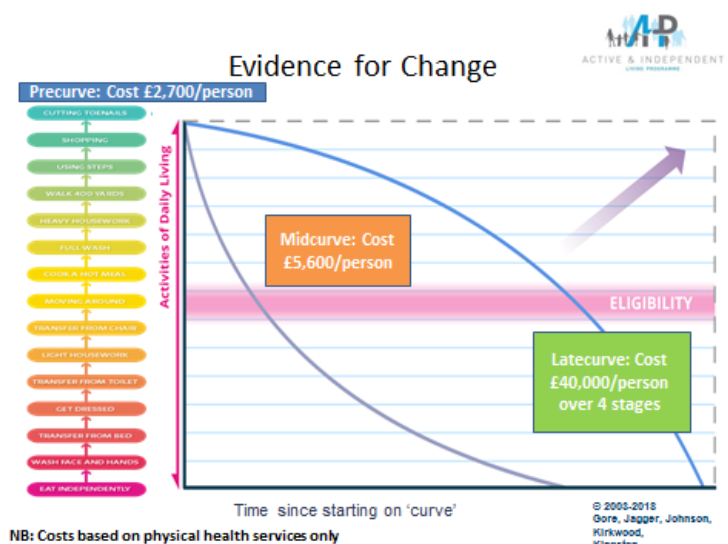 AHP
ACTIVE & INDEPENDENT
LIVING PROGRAMME
Evidence for Change
Precurve: Cost £2,700/person
CUTTING TOENAILS
SHOPPING
USING STEPS
WALK 400 YARDS
HEAVY HOUSEWORK
FULL WASH
COOK A HOT MEAL
MOVING AROUND
TRANSFER FROM CHAIR
LIGHT HOUSEWORK
TRANSFER FROM TOILET
GET DRESSED
TRANSFER FROM BED
WASH FACE AND HANDS
EAT INDEPENDENTLY
Activities of Daily Living
Midcurve: Cost
£5,600/person
ELIGIBILITY
Latecurve: Cost
£40,000/person
over 4 stages
Time since starting on 'curve'
© 2003-2018
Gore, Jagger, Johnson,
Kirkwood,
NB: Costs based on physical health services only